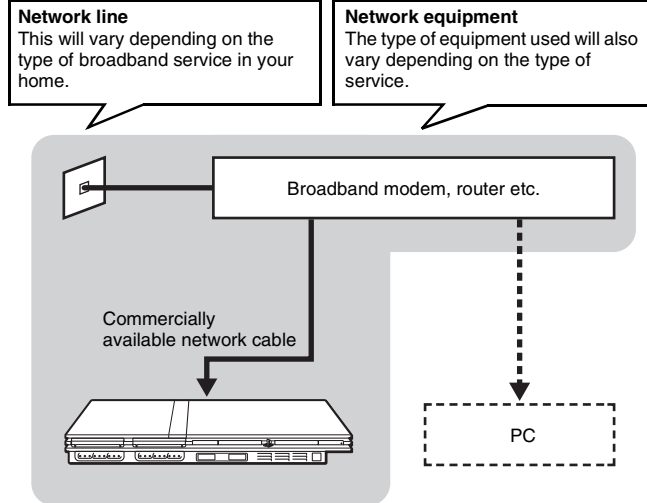 Network line
This will vary depending on the
type of broadband service in your
home.
Network equipment
The type of equipment used will also
vary depending on the type of
service.
Broadband modem, router etc.
Commercially
available network cable
PC